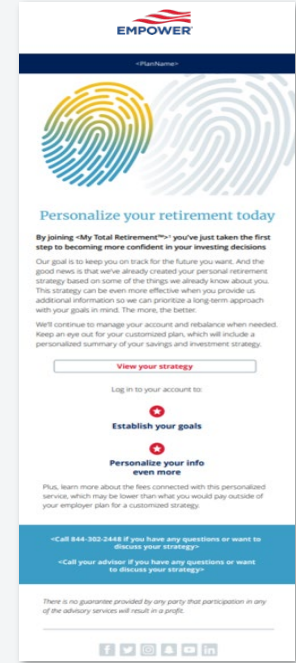 EMPOWER
<PlanName>
Personalize your retirement today
By joining <My Total Retirement™>* you've just taken the first
step to becoming more confident in your investing decisions
Our goal is to keep you on track for the future you want. And the
good news is that we've already created your personal retirement
strategy based on some of the things we already know about you.
This strategy can be even more effective when you provide us
additional information so we can prioritize a long-term approach
with your goals in mind. The more, the better.
We'll continue to manage your account and rebalance when needed.
Keep an eye out for your customized plan, which will include a
personalized summary of your savings and investment strategy.
View your strategy
Log in to your account to:
Establish your goals
Personalize your info
even more
Plus, learn more about the fees connected with this personalized
service, which may be lower than what you would pay outside of
your employer plan for a customized strategy.
<Call 844-302-2448 if you have any questions or want to
discuss your strategy>
<Call your advisor if you have any questions or want
to discuss your strategy>
There is no guarantee provided by any party that participation in any
of the advisory services will result in a profit.